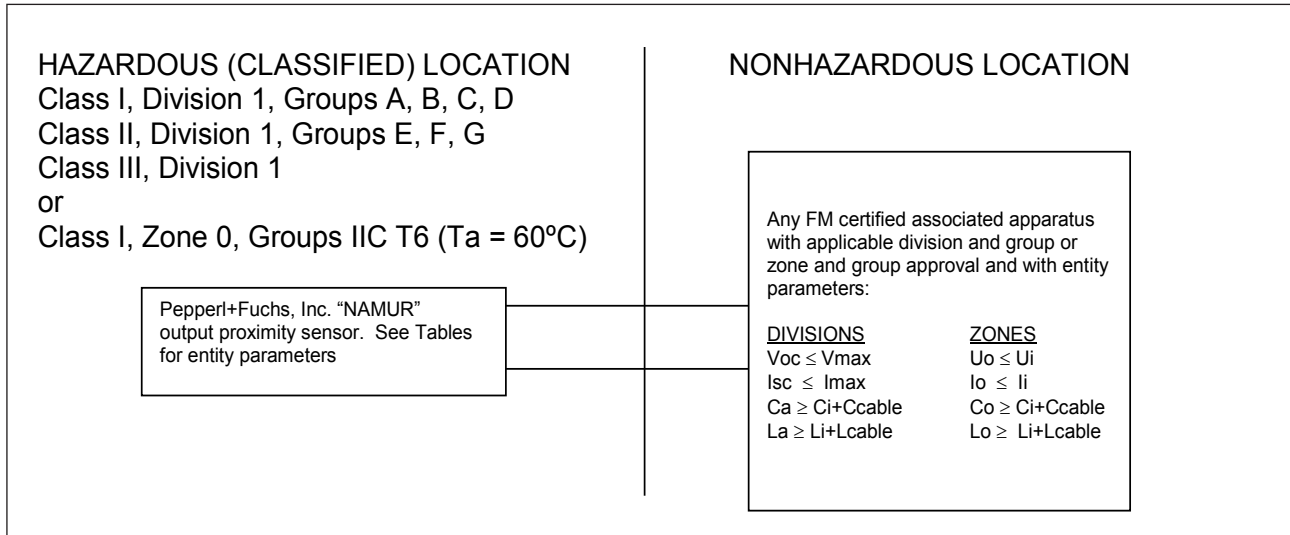 HAZARDOUS (CLASSIFIED) LOCATION
Class I, Division 1, Groups A, B, C, D
Class II, Division 1, Groups E, F, G
Class III, Division 1
or
Class I, Zone 0, Groups IIC T6 (Ta = 60ºC)
Pepperl+Fuchs, Inc. “NAMUR”
output proximity sensor. See Tables
for entity parameters
NONHAZARDOUS LOCATION
Any FM certified associated apparatus
with applicable division and group or
zone and group approval and with entity
parameters:
DIVISIONS
Voc ≤ Vmax
Isc ≤ Imax
Ca ≥ Ci+Ccable
La ≥ Li+Lcable
ZONES
Uo ≤ Ui
Io ≤ Ii
Co ≥ Ci+Ccable
Lo ≥ Li+Lcable